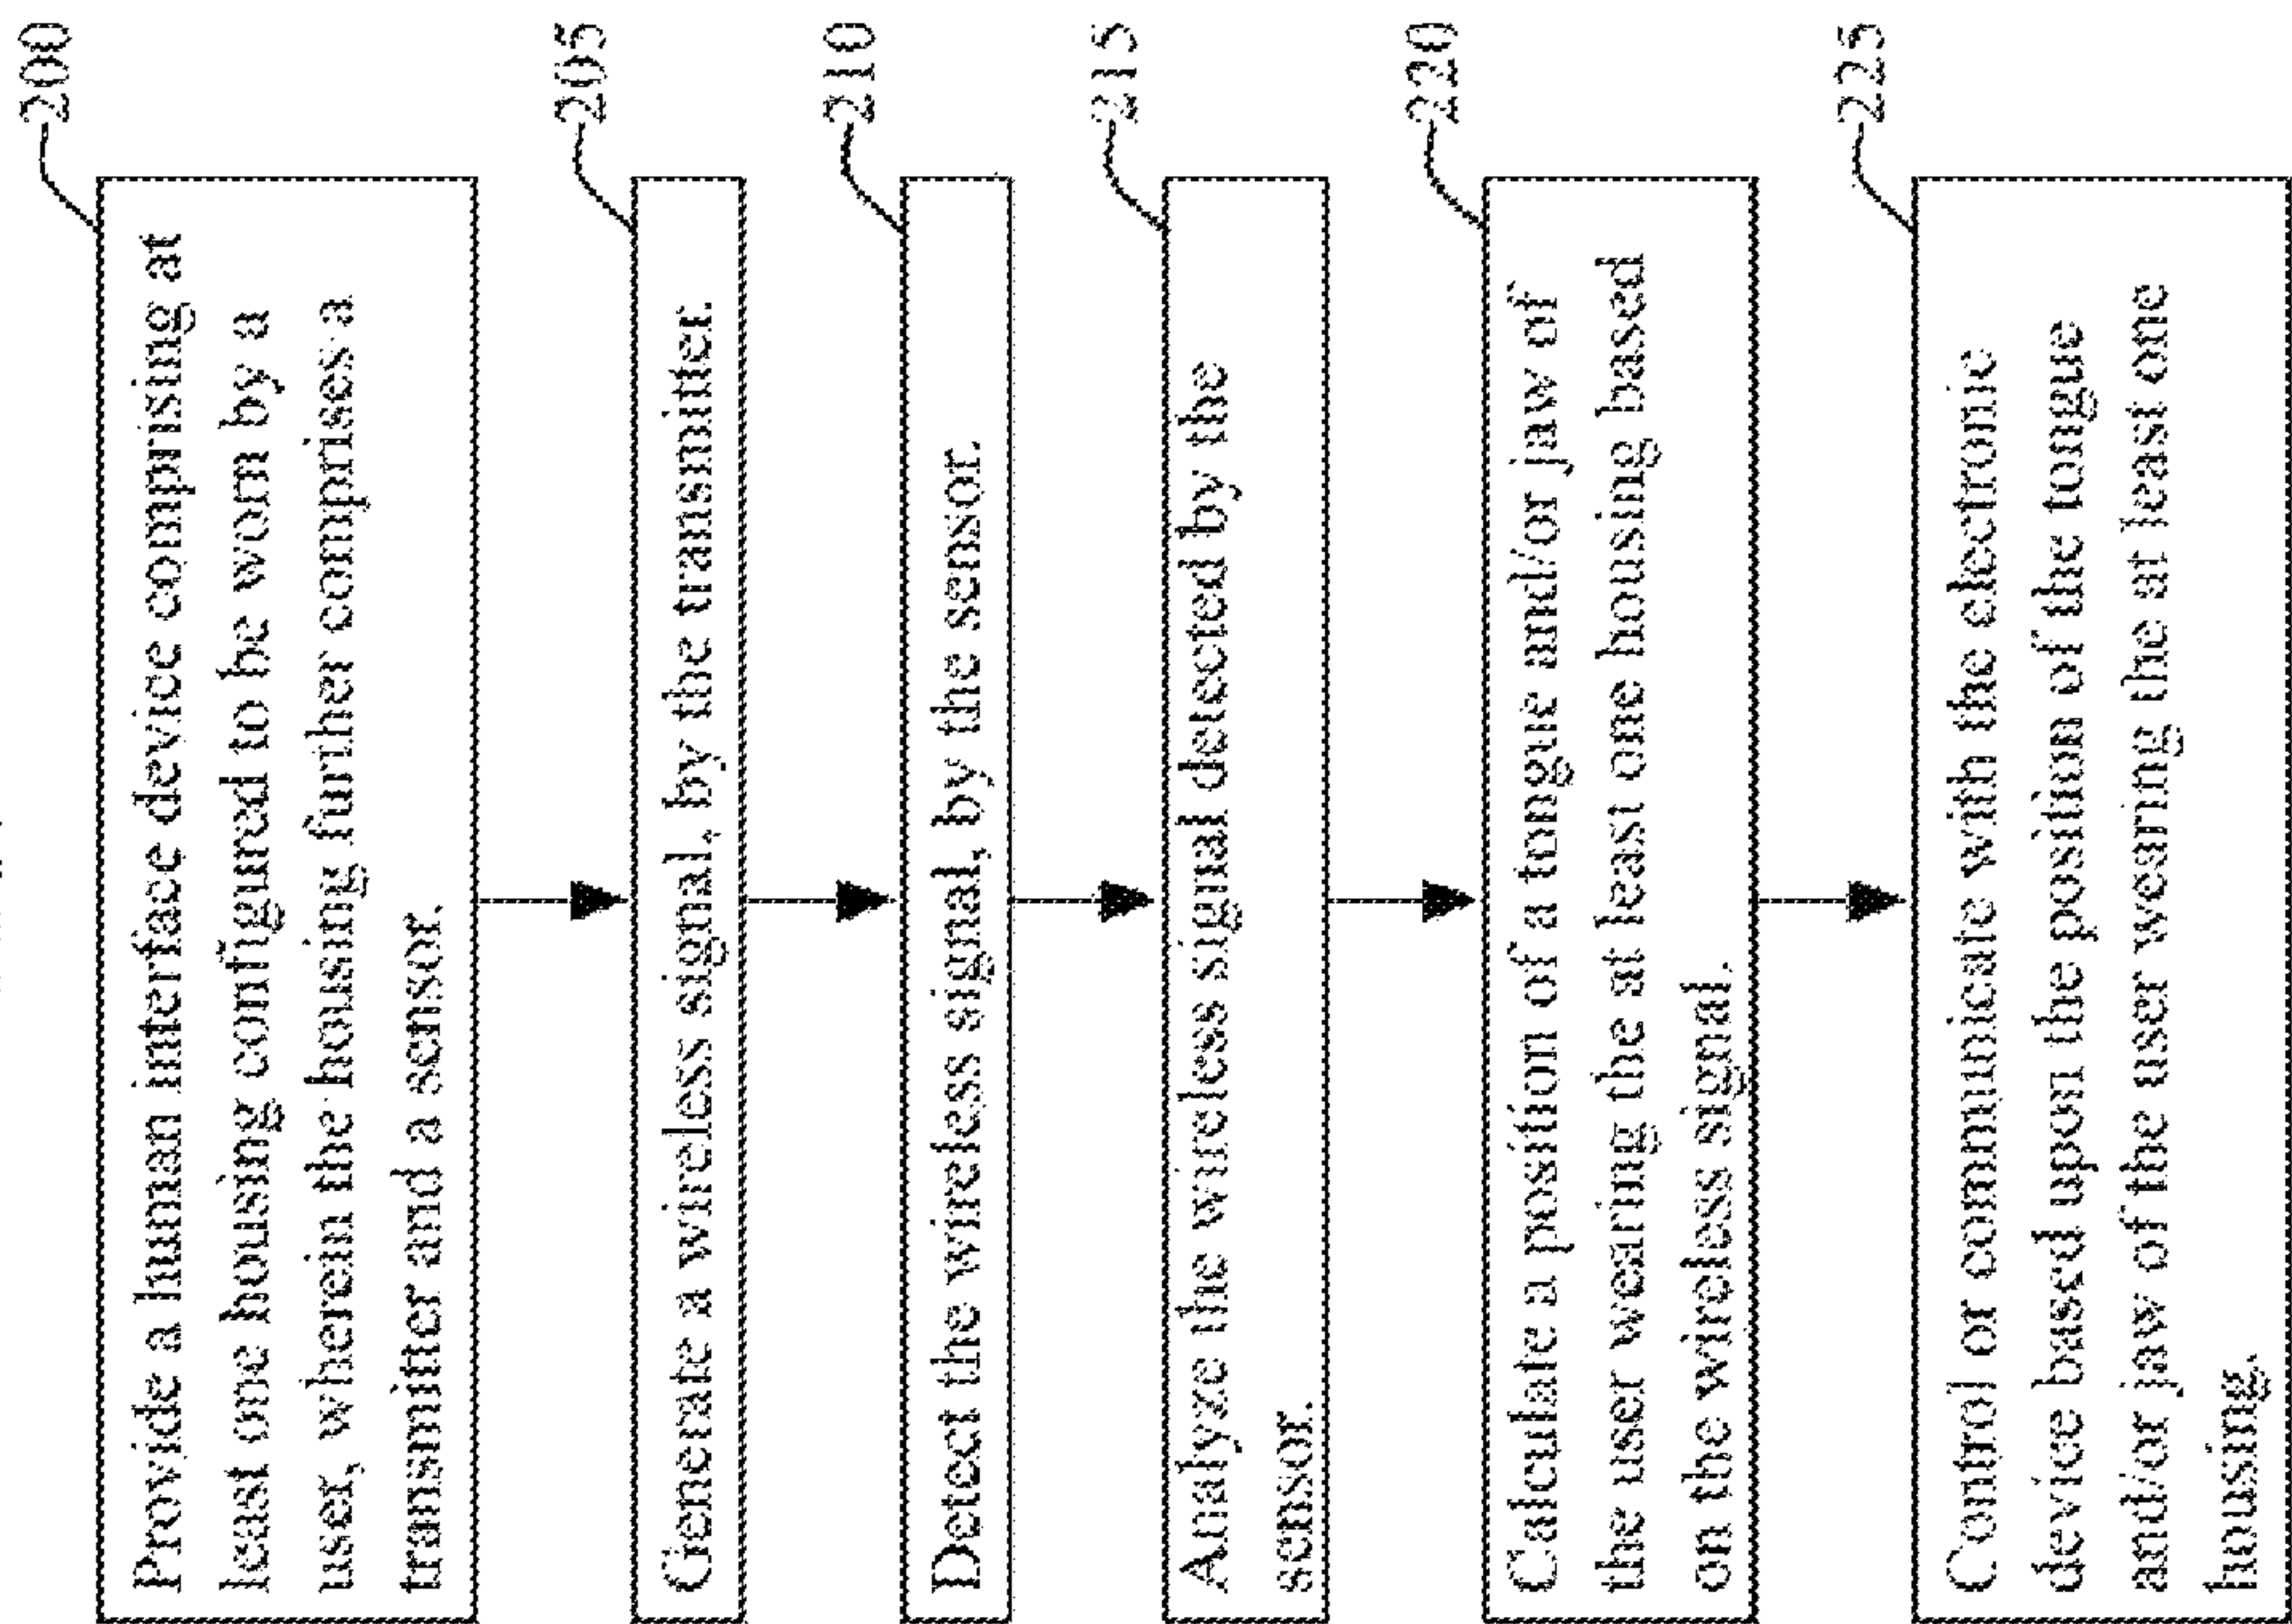 200
Provide a human interface device comprising at
least one housing configured to be worn by a
user, wherein the housing further comprises a
transmitter and a sensor.
205
Generate a wireless signal, by the transmitter.
210
Detect the wireless signal, by the sensor.
215
Analyze the wireless signal detected by the
sensor.
220
Calculate a position of a tongue and/or jaw of
the user wearing the at least one housing based
on the wireless signal.
225
Control or communicate with the electronic
device based upon the position of the tongue
and/or jaw of the user wearing the at least one
housing.